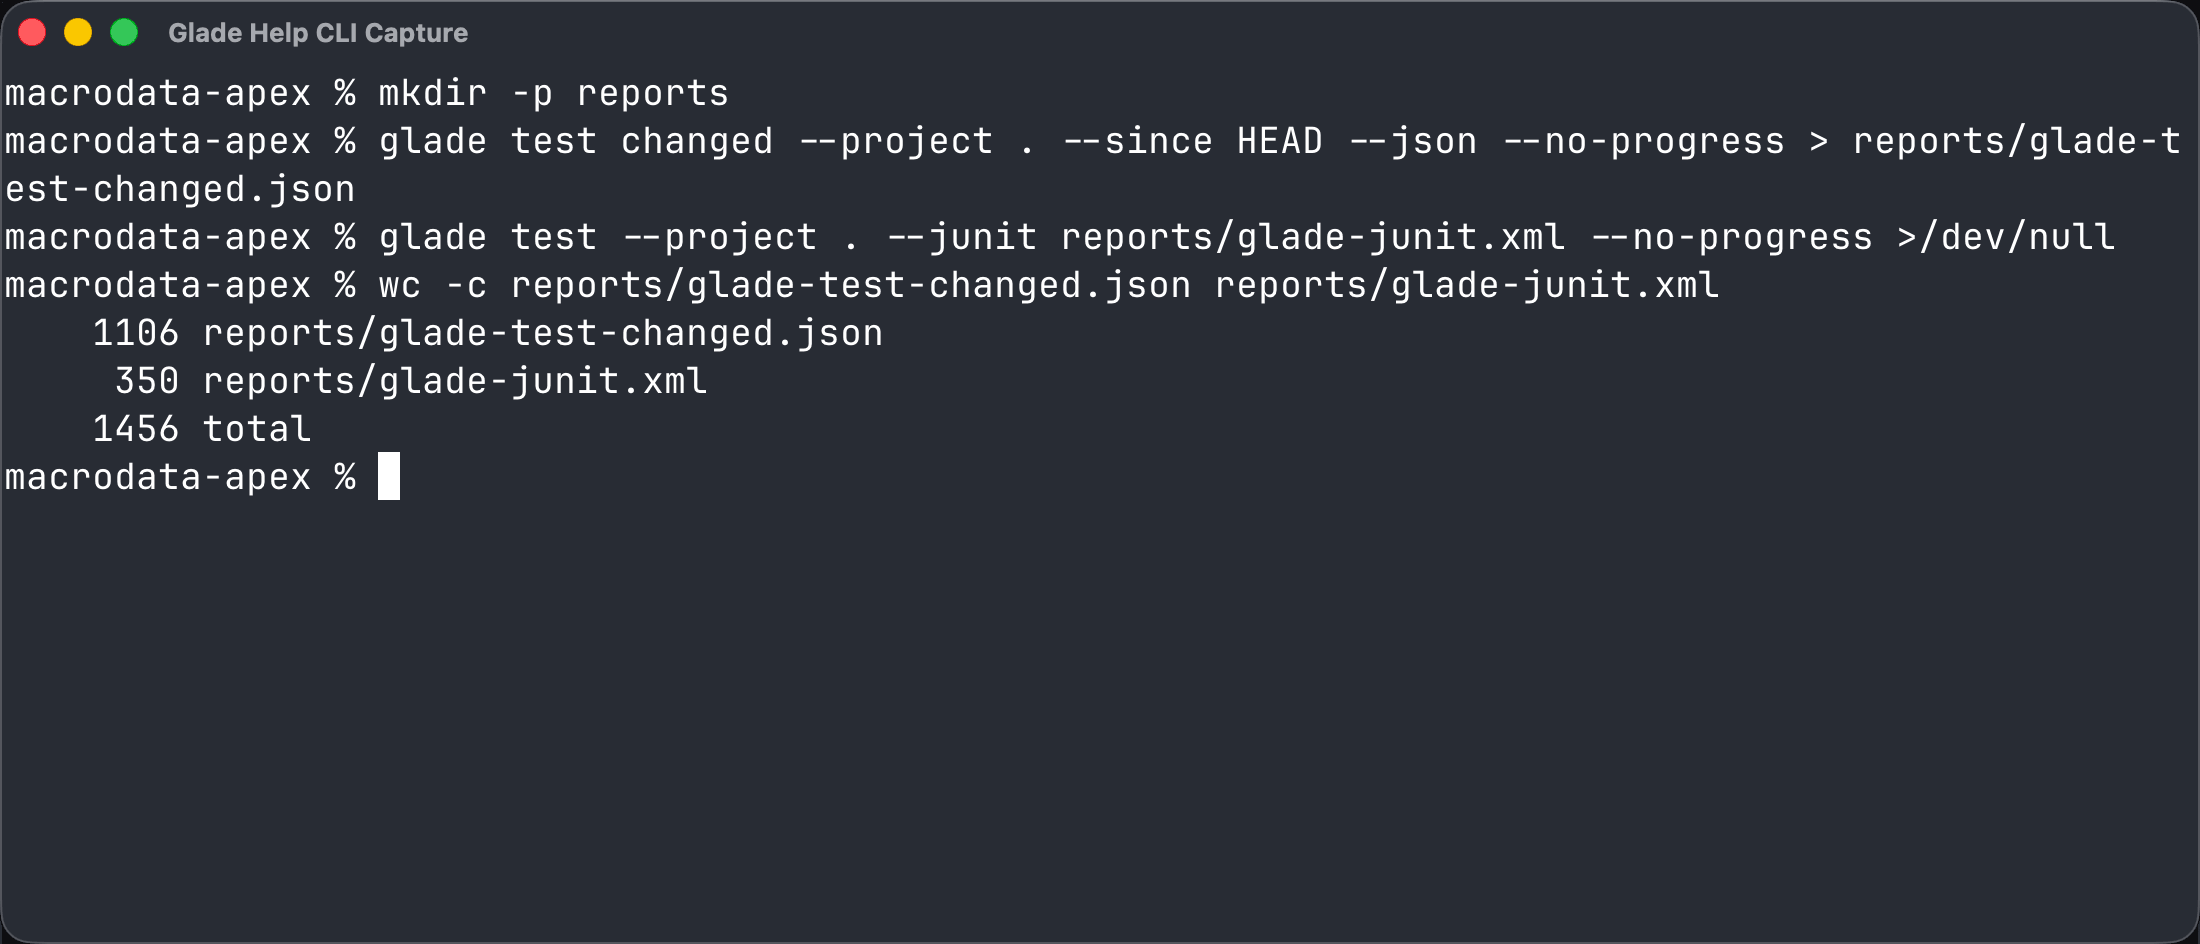 Glade Help CLI Capture
macrodata-apex % mkdir -p reports
macrodata-apex % glade test changed --project . --since HEAD --json --no-progress > reports/glade-t
est-changed.json
macrodata-apex % glade test --project . --junit reports/glade-junit.xml --no-progress >/dev/null
macrodata-apex % wc -c reports/glade-test-changed.json reports/glade-junit.xml
    1106 reports/glade-test-changed.json
     350 reports/glade-junit.xml
    1456 total
macrodata-apex %